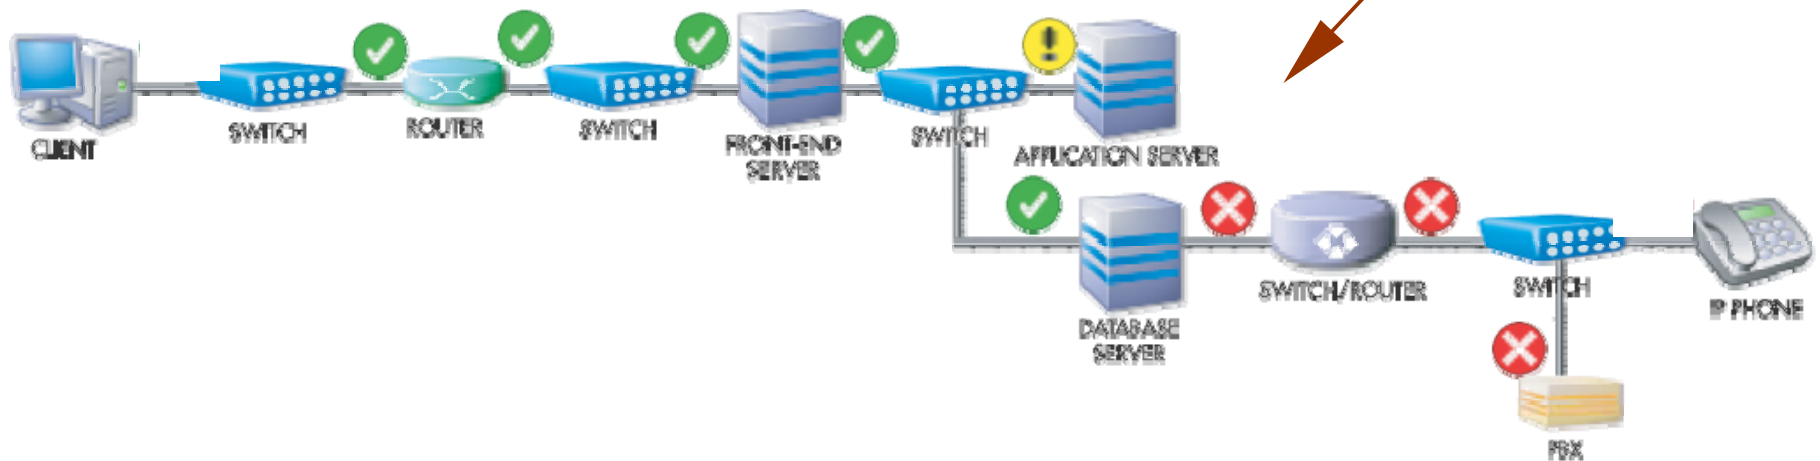 CLIENT
SWITCH
ROUTER
SWITCH
FRONT-END
SERVER
SWITCH
APPLICATION SERVER
DATABASE
SERVER
SWITCH/ROUTER
SWITCH
IP PHONE
PBX